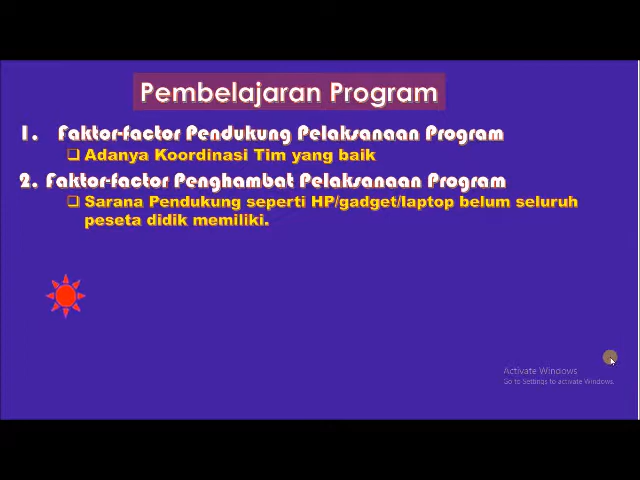 Pembelajaran Program
1. Faktor-factor Pendukung Pelaksanaan Program
❑ Adanya Koordinasi Tim yang baik
2. Faktor-factor Penghambat Pelaksanaan Program
❑ Sarana Pendukung seperti HP/gadget/laptop belum seluruh
peseta didik memiliki.
Activate Windows
Go to Settings to activate Windows.